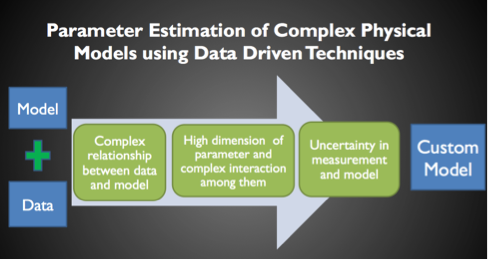 Parameter Estimation of Complex Physical
Models using Data Driven Techniques
Model
Data
Complex
relationship
between data
and model
High dimension of
parameter and
complex interaction
among them
Uncertainty in
measurement
and model
Custom
Model